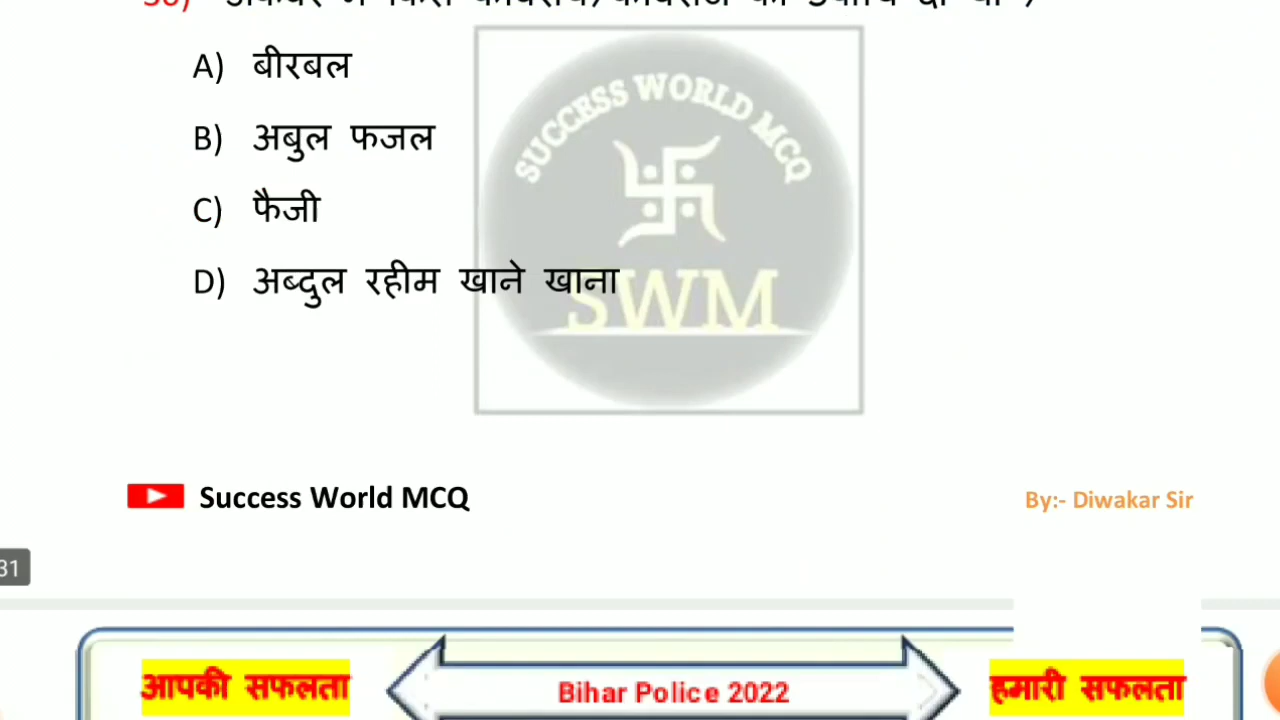 A) बीरबल
B) अबुल फजल
C) फैजी
D) अब्दुल रहीम खाने खाना
SUCCESS WORLD MCQ
SWM
Success World MCQ
By:- Diwakar Sir
31
आपकी सफलता
Bihar Police 2022
हमारी सफलता